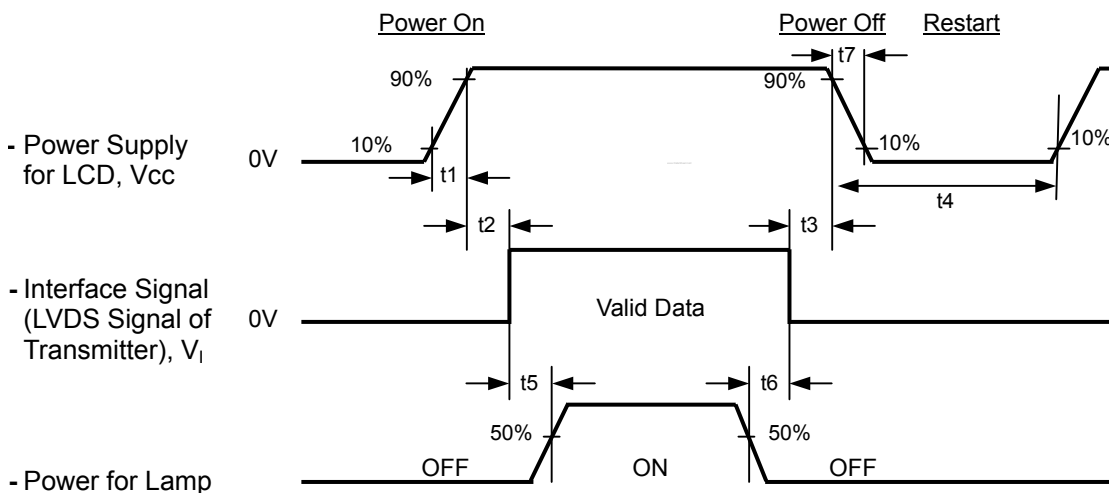 Power On
Power Off
Restart
t7
90%
90%
- Power Supply
for LCD, Vcc
0V
10%
10%
10%
t1
t4
t2
t3
- Interface Signal
(LVDS Signal of
Transmitter), VI
0V
Valid Data
t5
t6
50%
50%
- Power for Lamp
OFF
ON
OFF